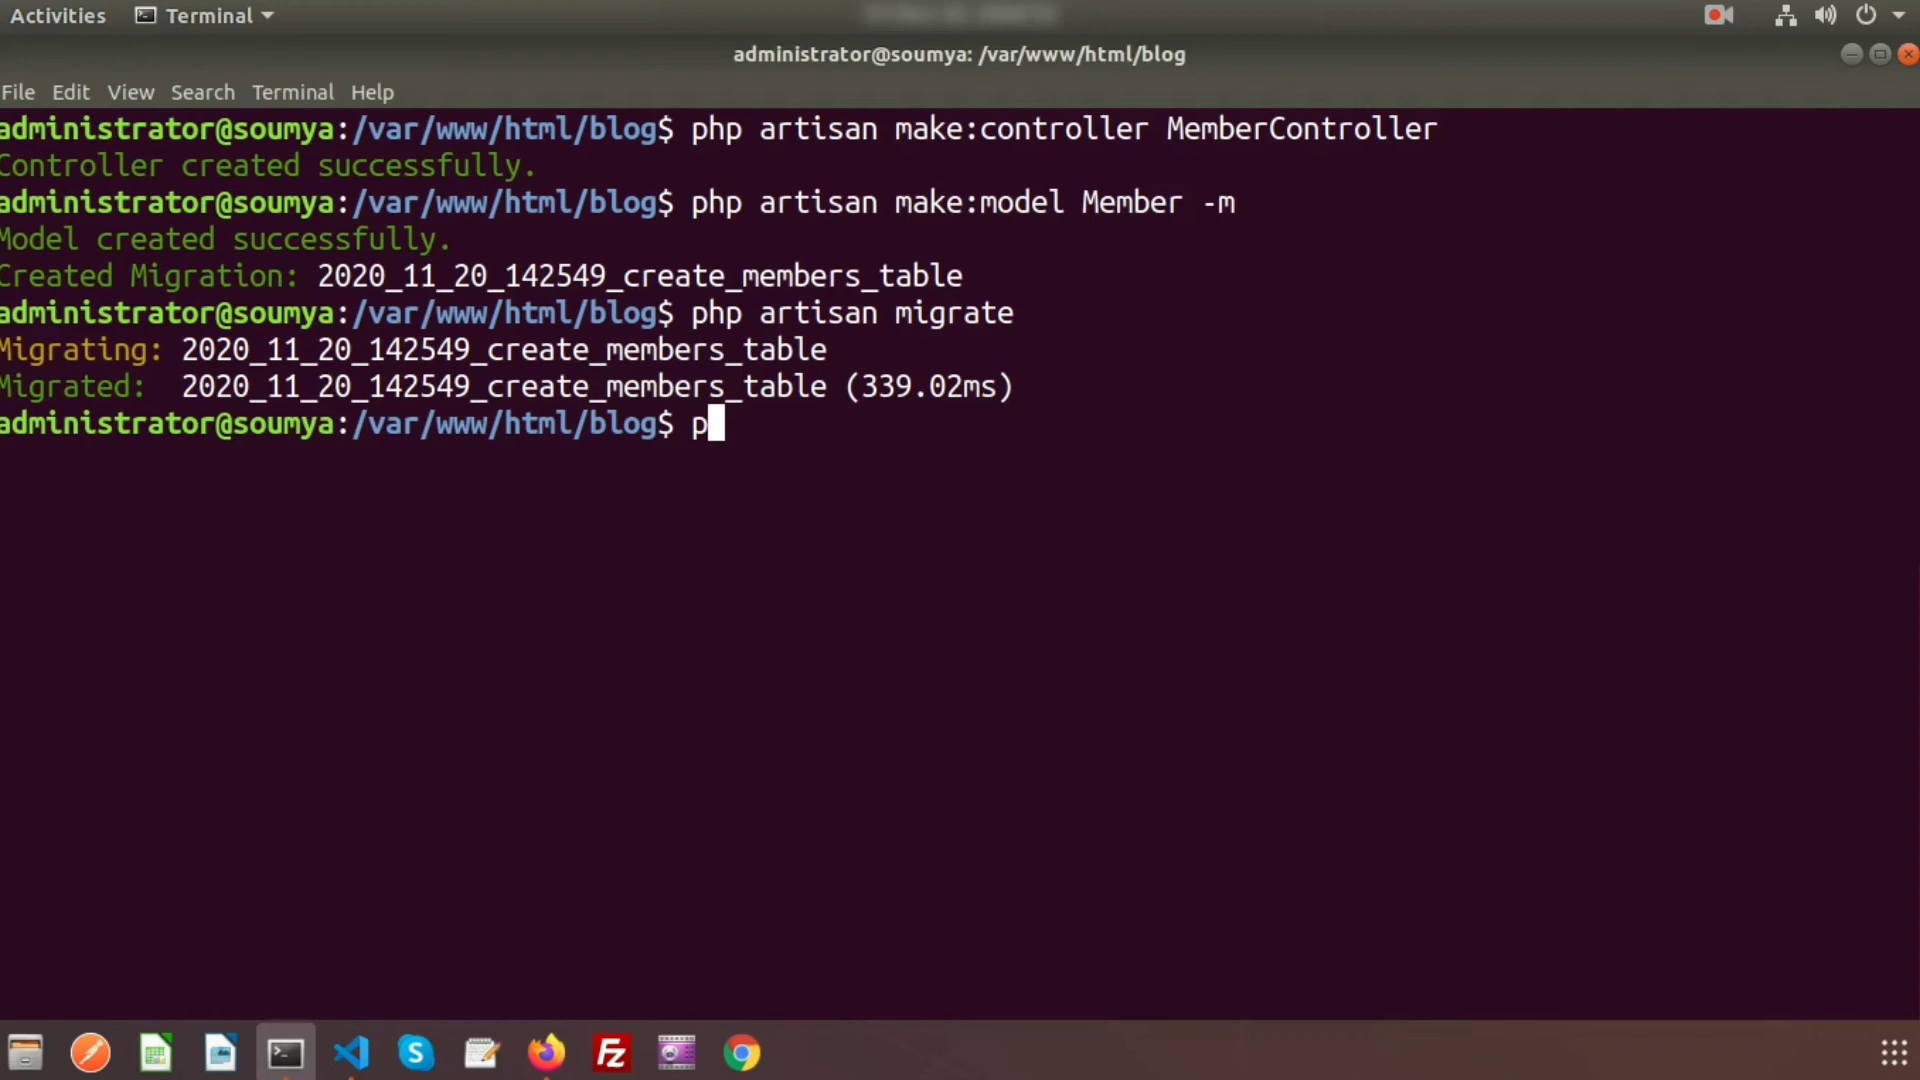 Activities Terminal
administrator@soumya: /var/www/html/blog
File Edit View Search Terminal Help
administrator@soumya:/var/www/html/blog$ php artisan make:controller MemberController
Controller created successfully.
administrator@soumya:/var/www/html/blog$ php artisan make:model Member -m
Model created successfully.
Created Migration: 2020_11_20_142549_create_members_table
administrator@soumya:/var/www/html/blog$ php artisan migrate
Migrating: 2020_11_20_142549_create_members_table
Migrated:  2020_11_20_142549_create_members_table (339.02ms)
administrator@soumya:/var/www/html/blog$ p
S
Fz